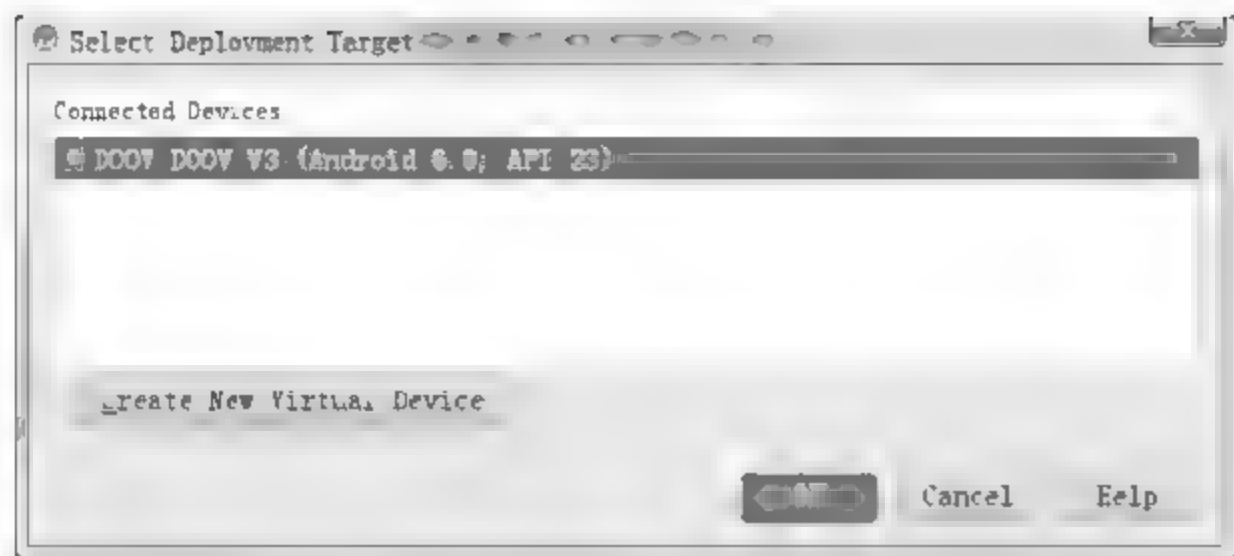 Select Deployment Target
Connected Devices
DOOV DOOV V3 (Android 6.0, API 23)
Create New Virtual Device
Cancel
Help